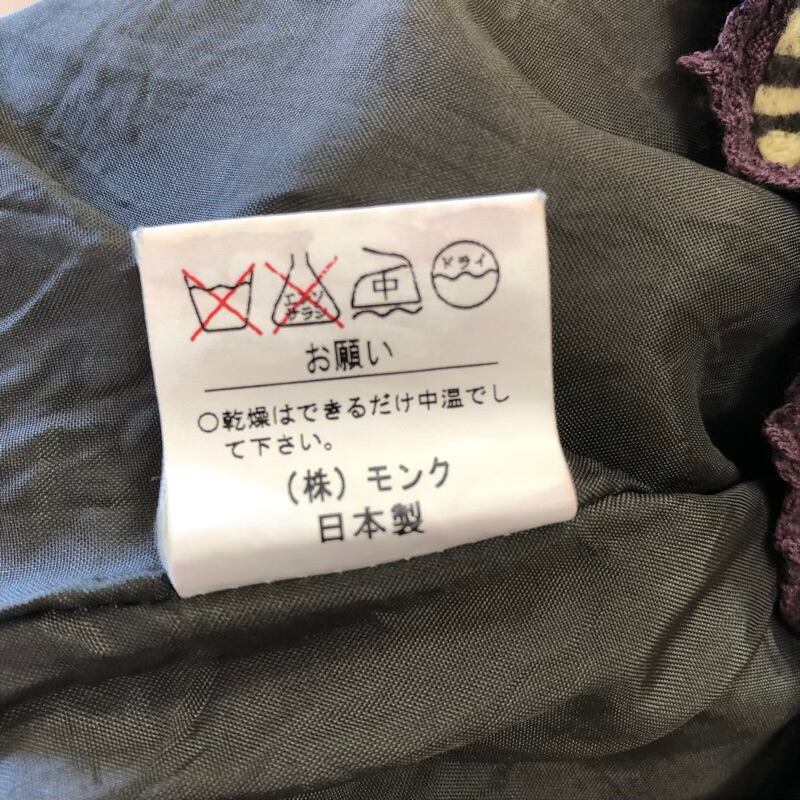 エンソ
サラシ
中
ドライ
お願い
○乾燥はできるだけ中温でし
て下さい。
(株)モンク
日本製